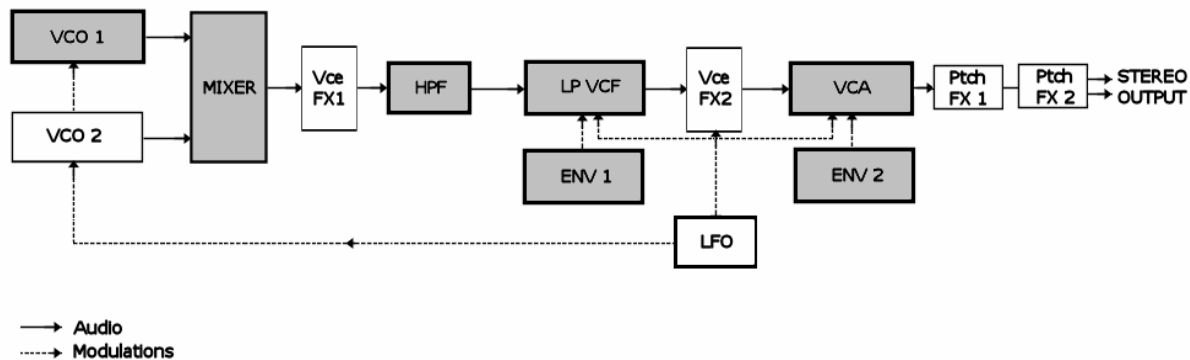 VCO 1
MIXER
Vce
FX1
HPF
LP VCF
Vce
FX2
VCA
Ptch
FX 1
Ptch
FX 2
STEREO
OUTPUT
VCO 2
ENV 1
ENV 2
LFO
Audio
Modulations